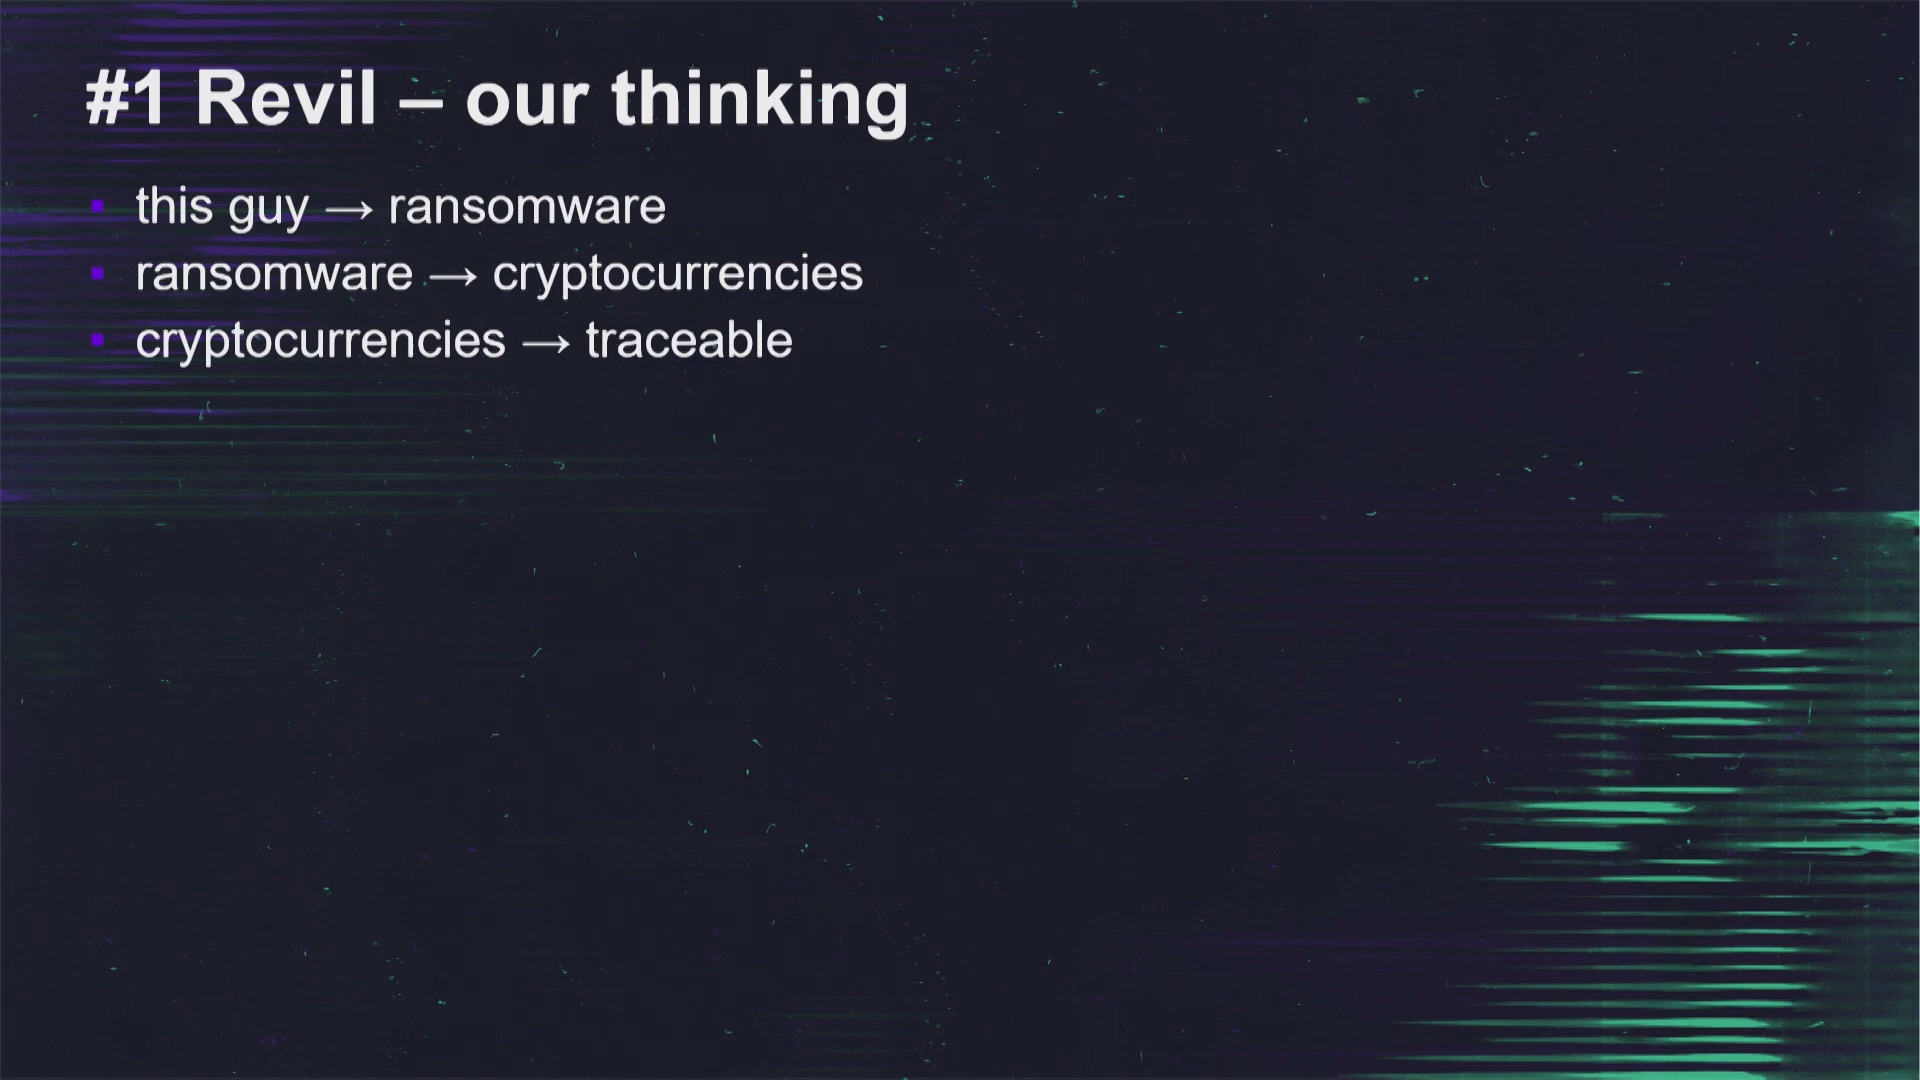 #1 Revil – our thinking
this guy → ransomware
ransomware → cryptocurrencies
cryptocurrencies → traceable